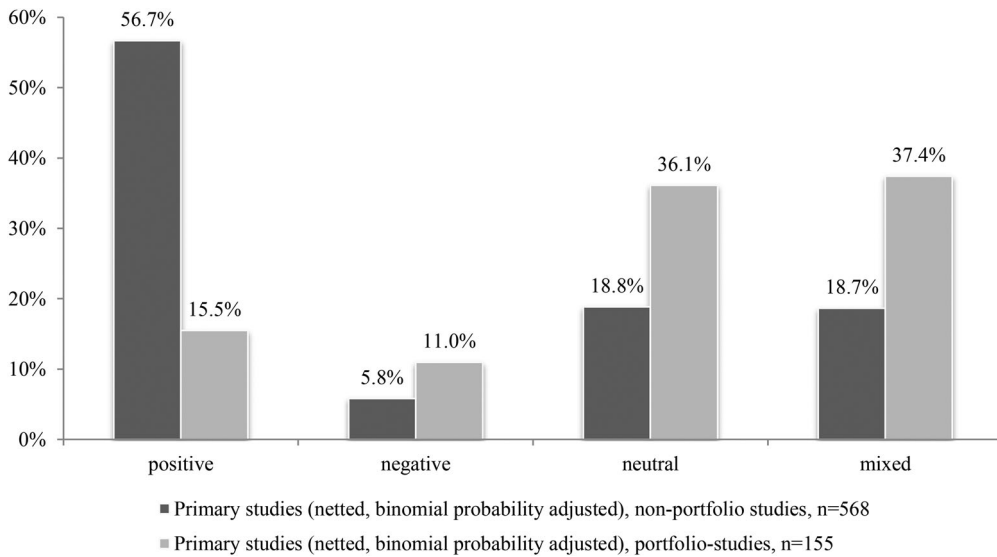 60%
50%
40%
30%
20%
10%
0%
56.7%
15.5%
5.8%
11.0%
18.8%
36.1%
18.7%
37.4%
positive
negative
neutral
mixed
Primary studies (netted, binomial probability adjusted), non-portfolio studies, n=568
Primary studies (netted, binomial probability adjusted), portfolio-studies, n=155